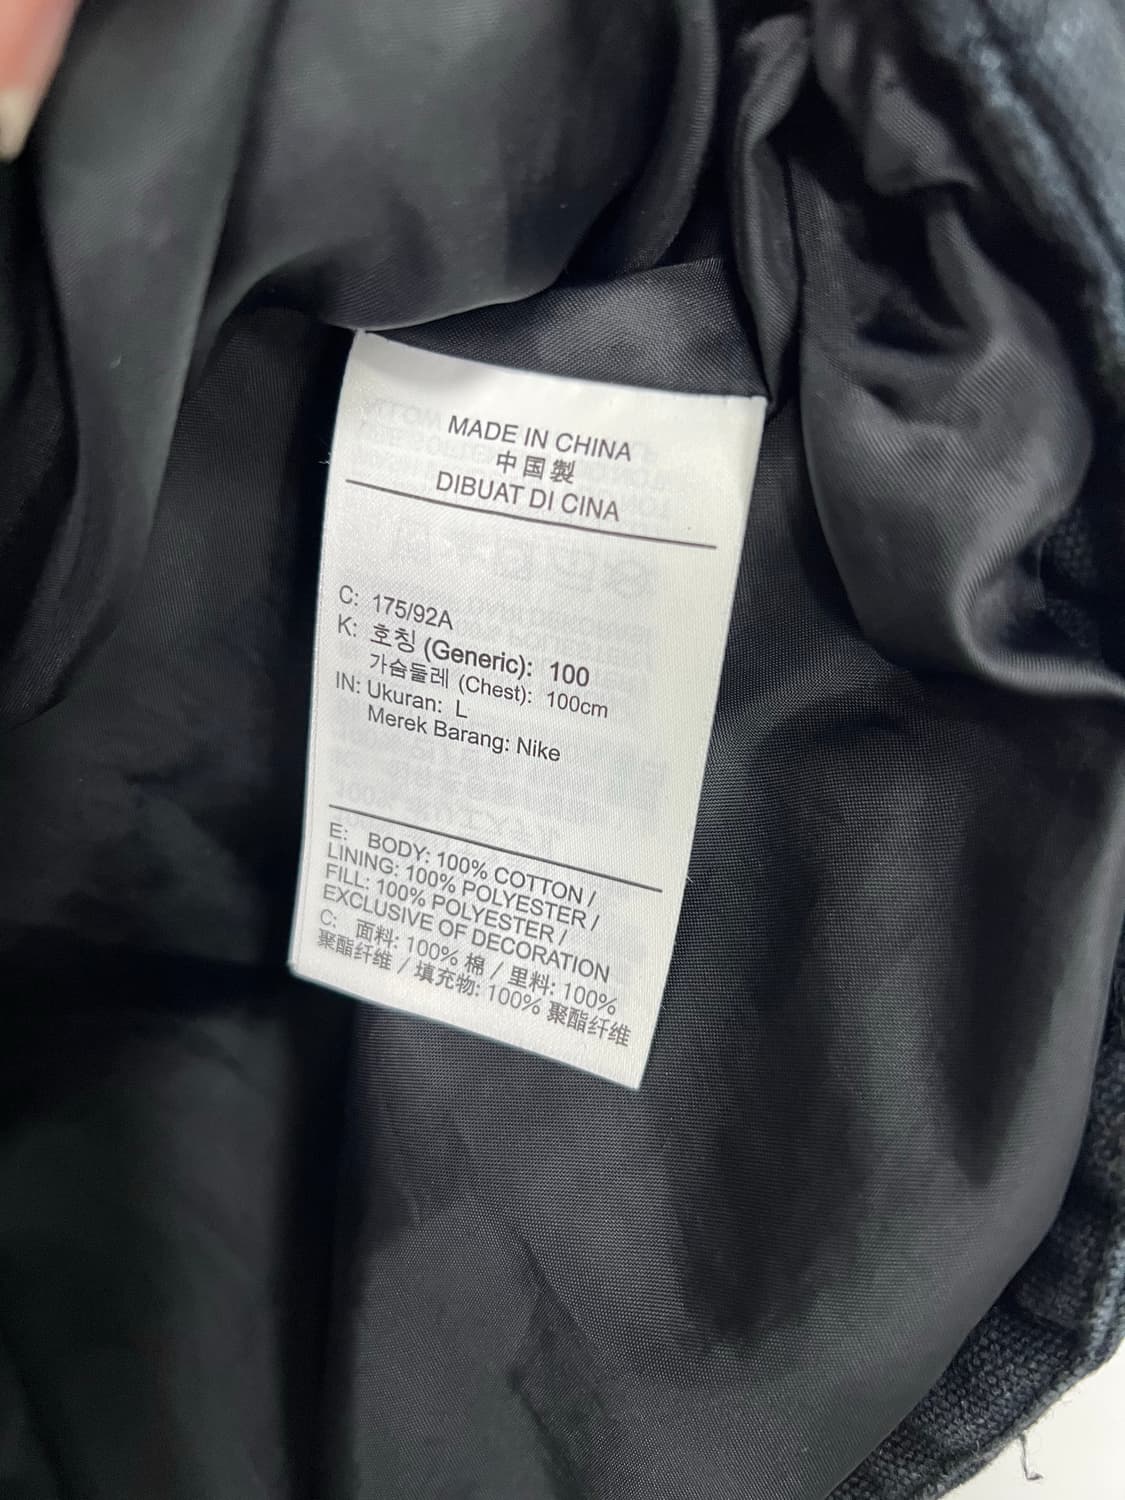 MADE IN CHINA
中国製
DIBUAT DI CINA
C: 175/92A
K: 호칭 (Generic): 100
가슴둘레 (Chest): 100cm
IN: Ukuran: L
Merek Barang: Nike
E: BODY: 100% COTTON /
LINING: 100% POLYESTER /
FILL: 100% POLYESTER /
EXCLUSIVE OF DECORATION
C: 面料: 100% 棉 / 里料: 100%
聚酯纤维 / 填充物: 100% 聚酯纤维